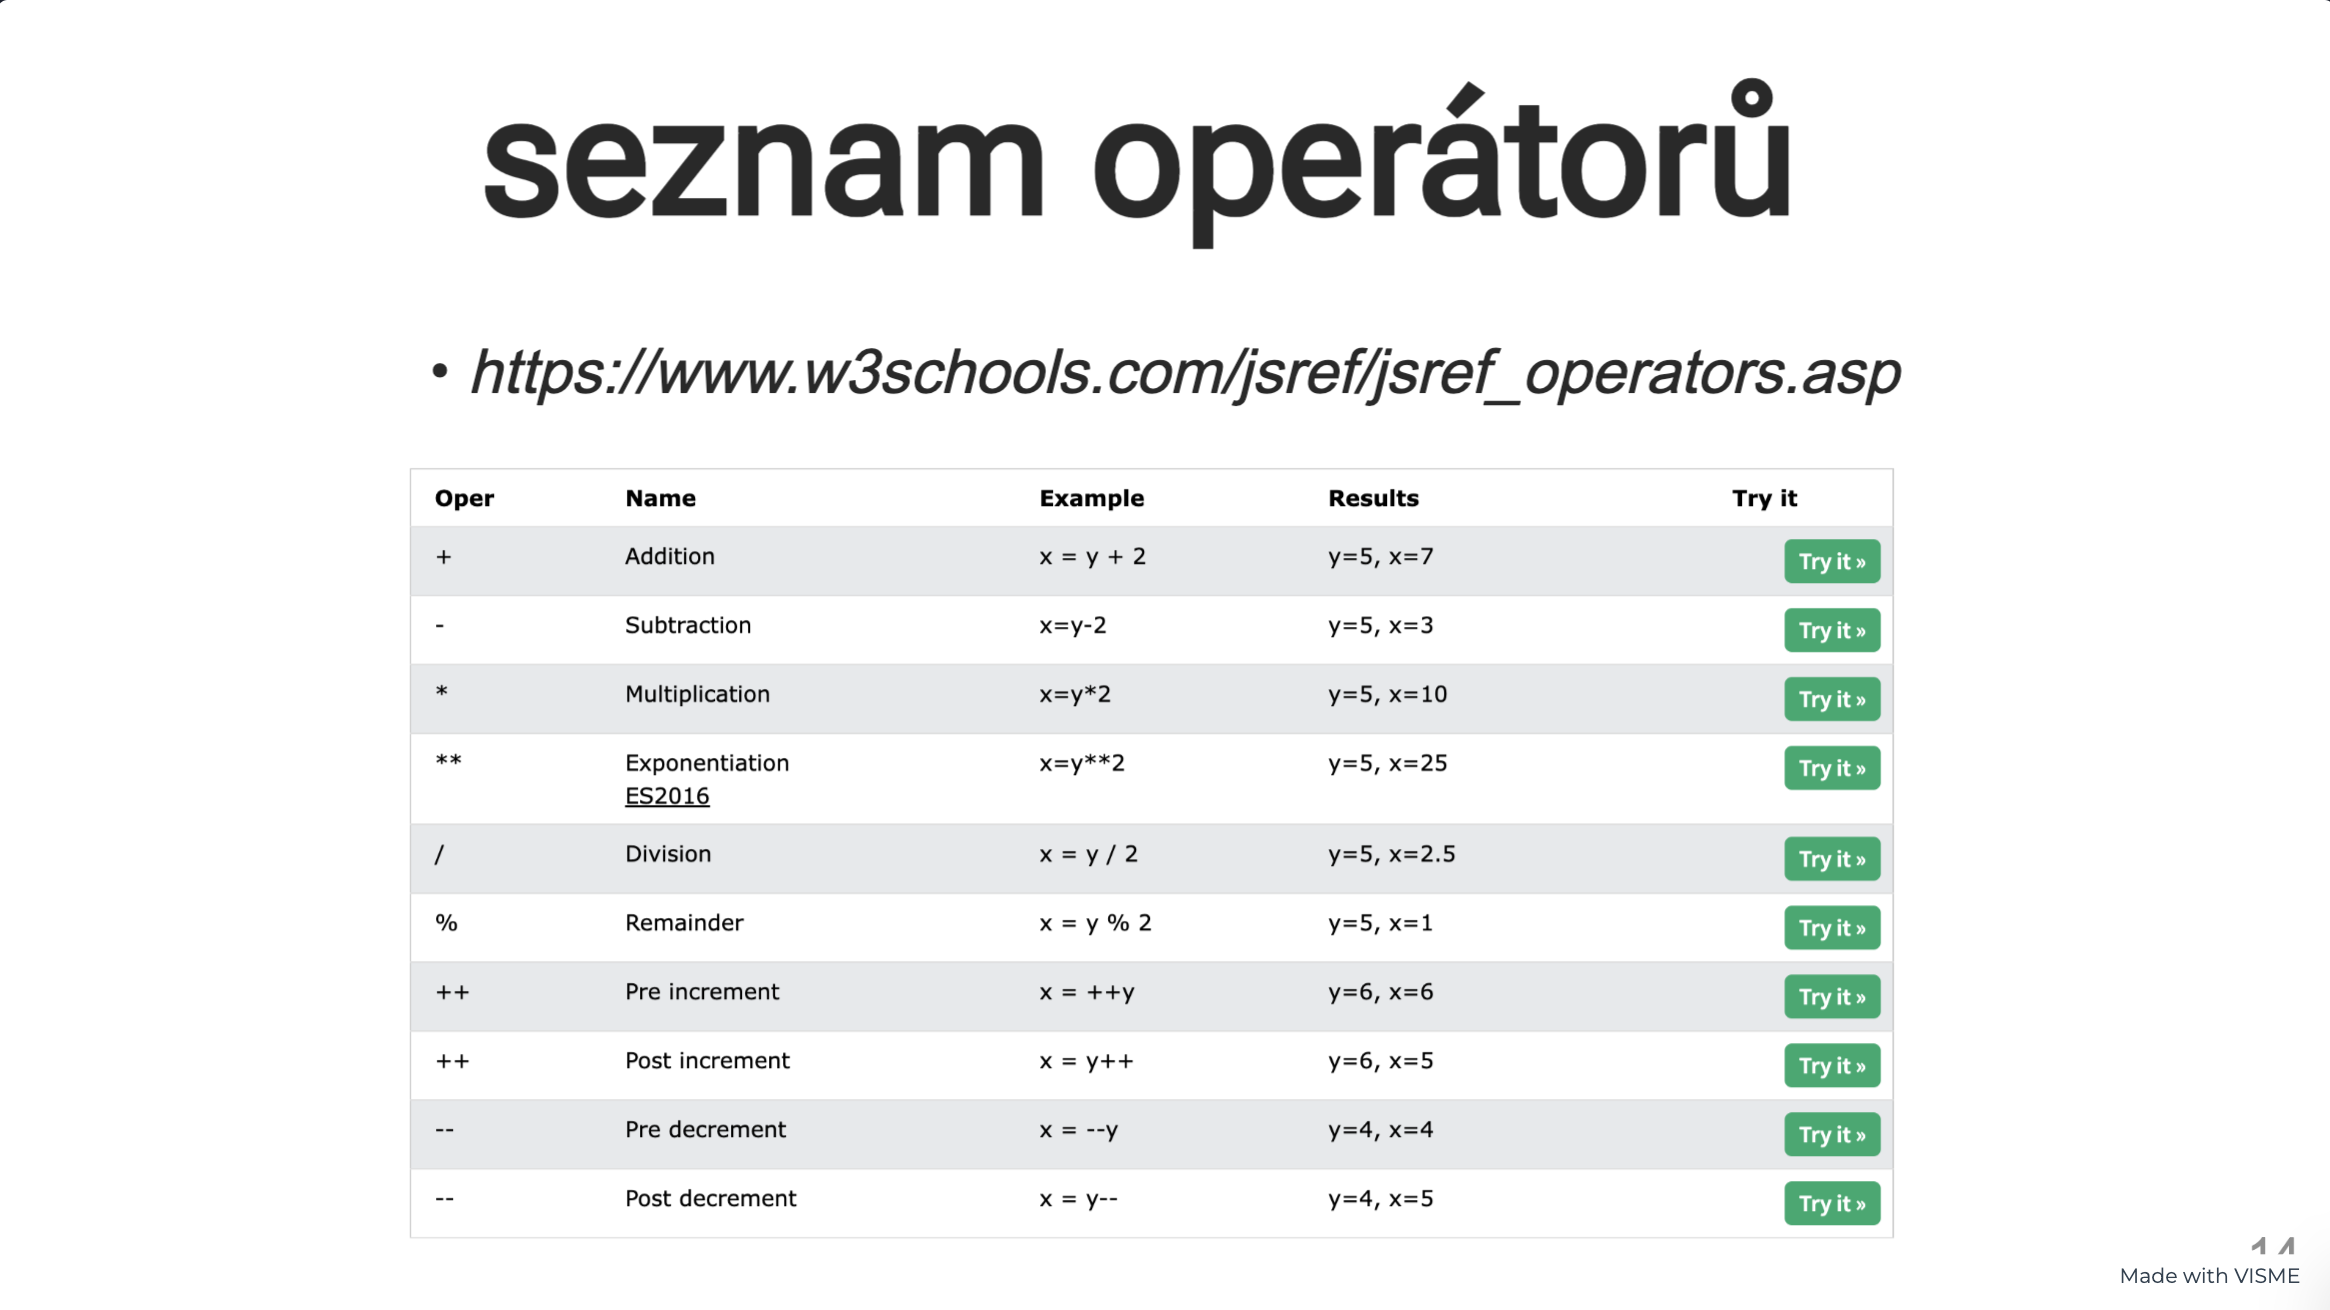 seznam operátorů
• https://www.w3schools.com/jsref/jsref_operators.asp
Oper Name Example Results Try it
+ Addition x = y + 2 y=5, x=7 Try it »
- Subtraction x=y-2 y=5, x=3 Try it »
* Multiplication x=y*2 y=5, x=10 Try it »
** Exponentiation x=y**2 y=5, x=25 Try it »
ES2016
/ Division x = y / 2 y=5, x=2.5 Try it »
% Remainder x = y % 2 y=5, x=1 Try it »
++ Pre increment x = ++y y=6, x=6 Try it »
++ Post increment x = y++ y=6, x=5 Try it »
-- Pre decrement x = --y y=4, x=4 Try it »
-- Post decrement x = y-- y=4, x=5 Try it »
Made with VISME